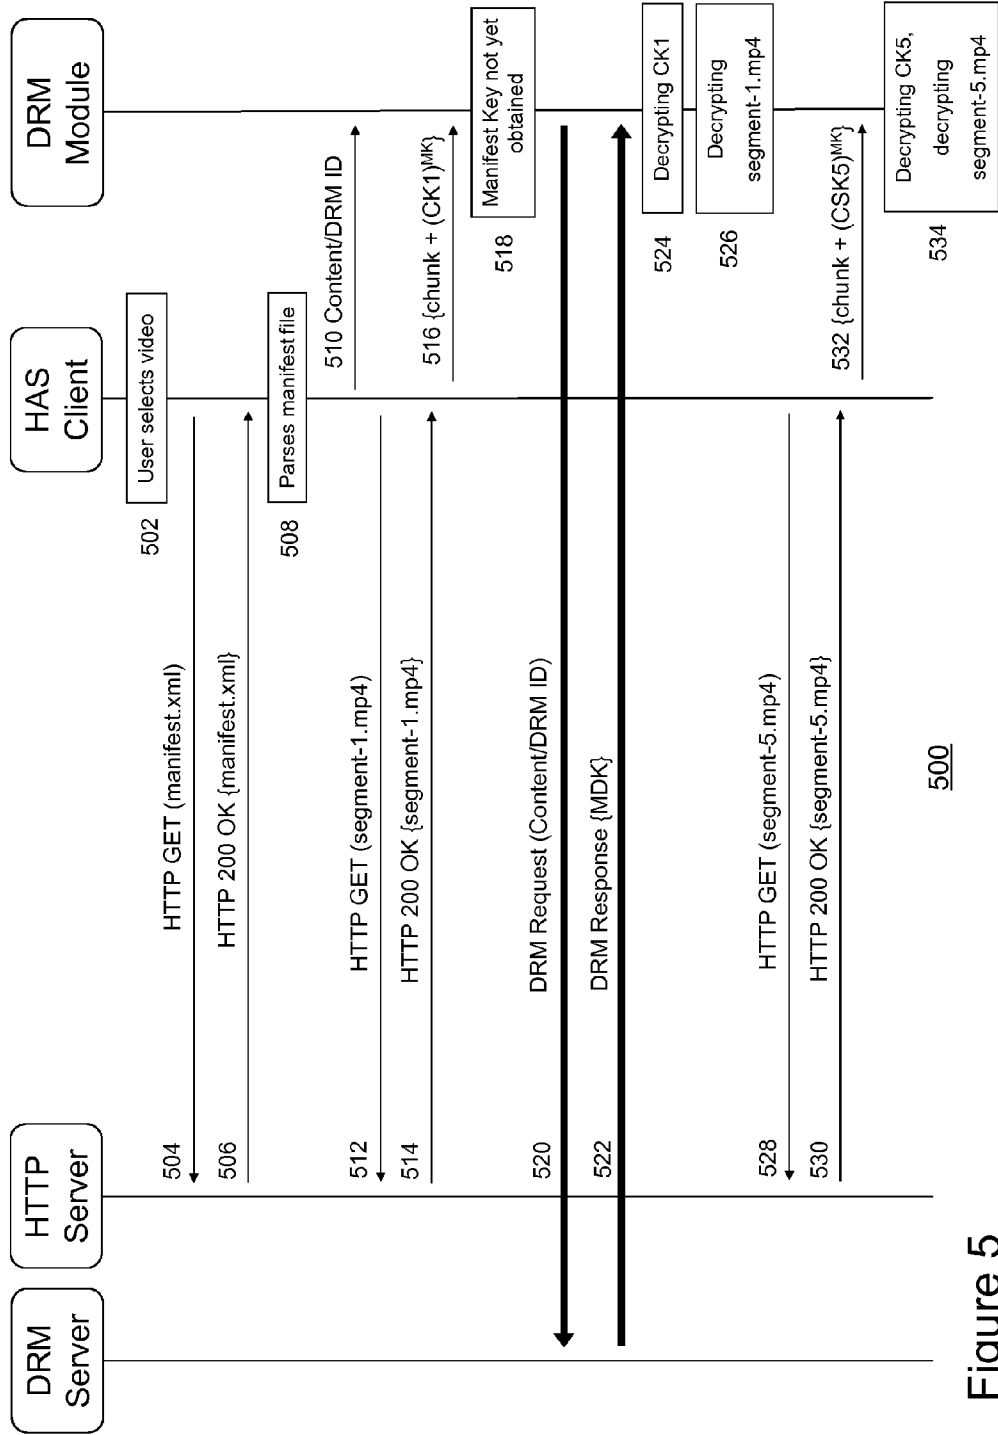 DRM
Server
HTTP
Server
HAS
Client
DRM
Module
502
User selects video
504
HTTP GET (manifest.xml)
506
HTTP 200 OK {manifest.xml}
508
Parses manifest file
510 Content/DRM ID
512
HTTP GET (segment-1.mp4)
514
HTTP 200 OK {segment-1.mp4}
516 {chunk + (CK1)ᴹᴷ}
518
Manifest Key not yet
obtained
520
DRM Request (Content/DRM ID)
522
DRM Response {MDK}
524
Decrypting CK1
526
Decrypting
segment-1.mp4
528
HTTP GET (segment-5.mp4)
530
HTTP 200 OK {segment-5.mp4}
532 {chunk + (CSK5)ᴹᴷ}
534
Decrypting CK5,
decrypting
segment-5.mp4
500
Figure 5